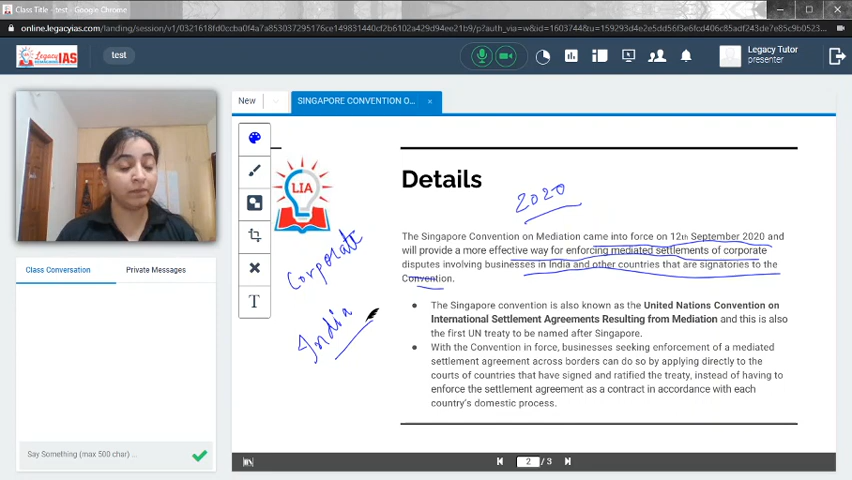 Class Title - test - Google Chrome
test
Legacy IAS
Legacy Tutor
presenter
New
SINGAPORE CONVENTION O...
LIA
Details
2020
The Singapore Convention on Mediation came into force on 12th September 2020 and
will provide a more effective way for enforcing mediated settlements of corporate
disputes involving businesses in India and other countries that are signatories to the
Convention.
Corporate
India
● The Singapore convention is also known as the United Nations Convention on
International Settlement Agreements Resulting from Mediation and this is also
the first UN treaty to be named after Singapore.
● With the Convention in force, businesses seeking enforcement of a mediated
settlement agreement across borders can do so by applying directly to the
courts of countries that have signed and ratified the treaty, instead of having to
enforce the settlement agreement as a contract in accordance with each
country's domestic process.
T
Class Conversation
Private Messages
Say Something (max 500 char) ...
2 / 3